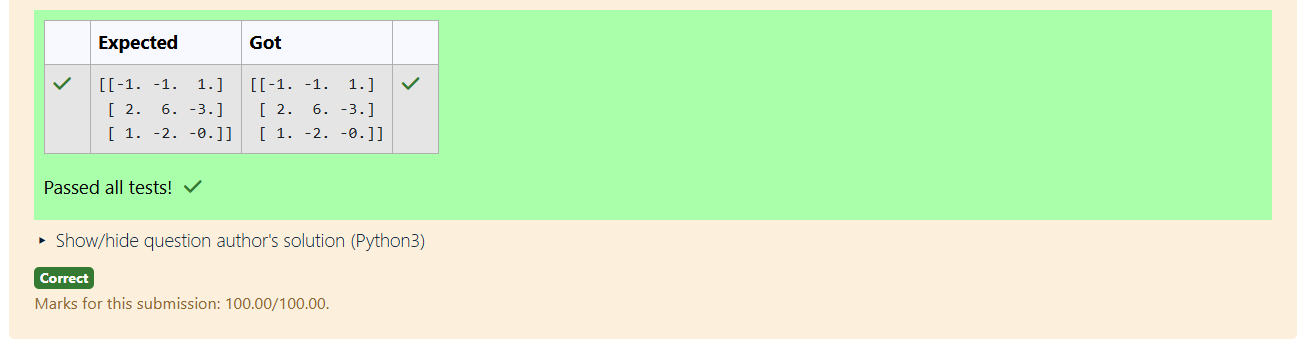 Expected Got
[[-1. -1.  1.] [[-1. -1.  1.]
 [ 2.  6. -3.]  [ 2.  6. -3.]
 [ 1. -2. -0.]]  [ 1. -2. -0.]]
Passed all tests!
Show/hide question author's solution (Python3)
Correct
Marks for this submission: 100.00/100.00.